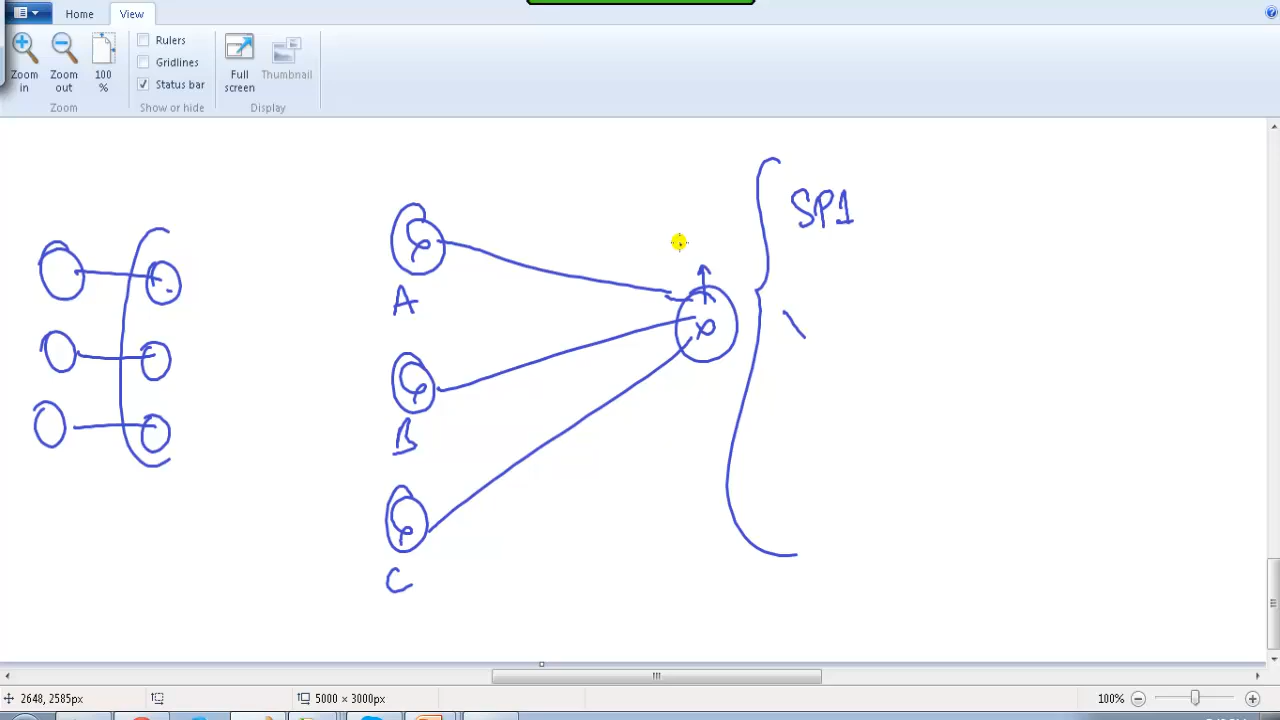 Home
View
Rulers
Gridlines
Status bar
Zoom in
Zoom out
100 %
Full screen
Thumbnail
Zoom
Show or hide
Display
SP1
A
B
C
2648, 2585px
5000 × 3000px
100%